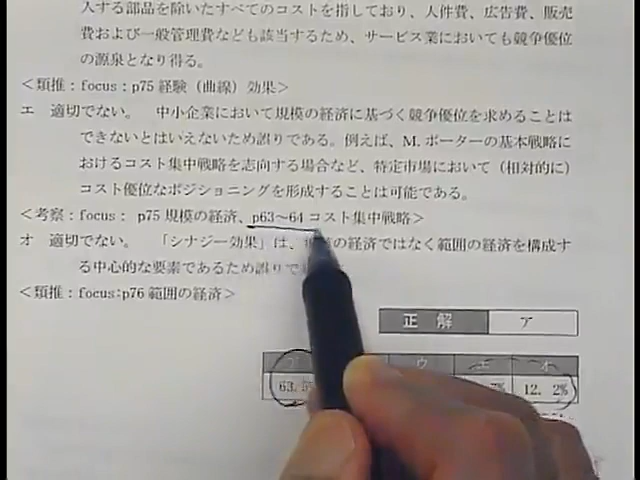 入する部品を除いたすべてのコストを指しており、人件費、広告費、販売
費および一般管理費なども該当するため、サービス業においても競争優位
の源泉となり得る。
<類推：focus：p75 経験（曲線）効果>
エ 適切でない。 中小企業において規模の経済に基づく競争優位を求めることは
できないとはいえないため誤りである。例えば、M.ポーターの基本戦略に
おけるコスト集中戦略を志向する場合など、特定市場において（相対的に）
コスト優位なポジショニングを形成することは可能である。
<考察：focus： p75 規模の経済、p63～64 コスト集中戦略>
オ 適切でない。 「シナジー効果」は、の経済ではなく範囲の経済を構成す
る中心的な要素であるため誤りで
<類推：focus:p76 範囲の経済>
正 解 ア
ウ エ オ
63. 7% 12. 2%